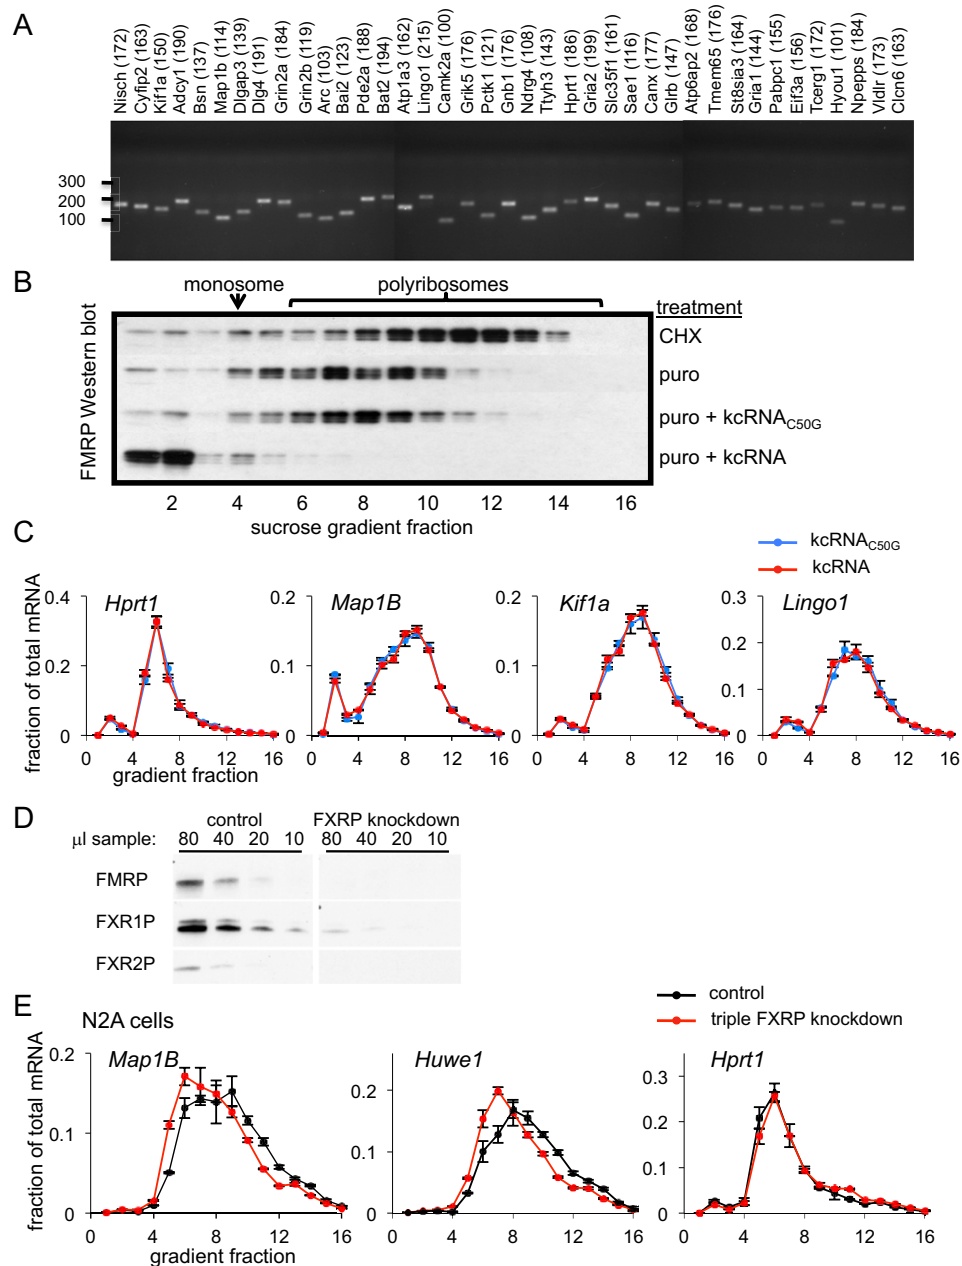 A
Nisch (172)
Cyfip2 (163)
Kif1a (150)
Adcy1 (190)
Bsn (137)
Map1b (114)
Dlgap3 (139)
Dlg4 (191)
Grin2a (184)
Grin2b (119)
Arc (103)
Bai2 (123)
Pde2a (188)
Bat2 (194)
Atp1a3 (162)
Lingo1 (215)
Camk2a (100)
Grik5 (176)
Pctk1 (121)
Gnb1 (176)
Ndrg4 (108)
Ttyh3 (143)
Hprt1 (186)
Gria2 (199)
Slc35f1 (161)
Sae1 (116)
Canx (177)
Glrb (147)
Atp6ap2 (168)
Tmem65 (176)
St8sia3 (164)
Gria1 (144)
Pabpc1 (155)
Eif3a (156)
Tcerg1 (172)
Hyou1 (101)
Npepps (184)
Vldlr (173)
Clcn6 (163)
300
200
100
B
monosome polyribosomes
treatment
FMRP Western blot
CHX
puro
puro + kcRNAC50G
puro + kcRNA
2 4 6 8 10 12 14 16
sucrose gradient fraction
C
kcRNAC50G
kcRNA
fraction of total mRNA
Hprt1 Map1B Kif1a Lingo1
0.4 0.2 0.2 0.3
0.2 0.1 0.1 0.2
0.1
0 0 0 0
0 4 8 12 16 0 4 8 12 16 0 4 8 12 16 0 4 8 12 16
gradient fraction
D
control FXRP knockdown
μl sample: 80 40 20 10 80 40 20 10
FMRP
FXR1P
FXR2P
E
N2A cells
control
triple FXRP knockdown
fraction of total mRNA
Map1B Huwe1 Hprt1
0.2 0.2 0.3
0.2
0.1 0.1 0.1
0 0 0
0 4 8 12 16 0 4 8 12 16 0 4 8 12 16
gradient fraction